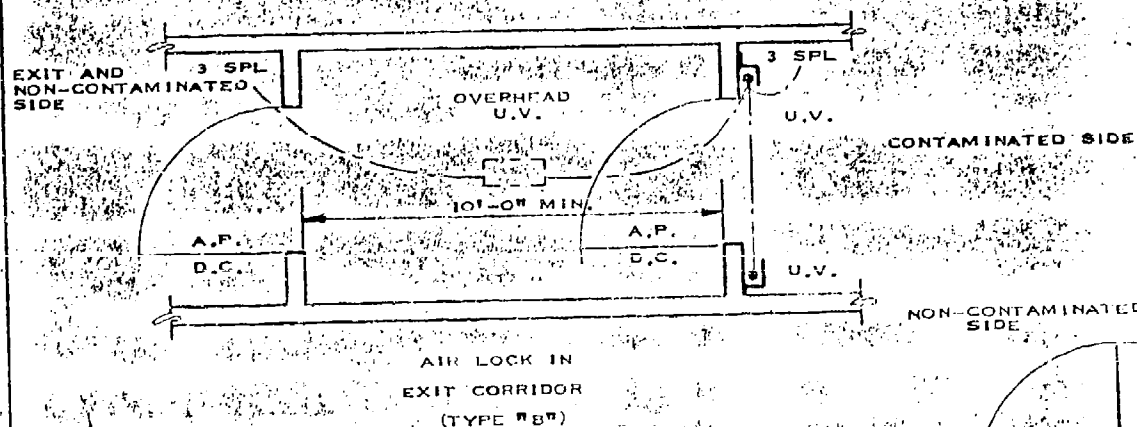 EXIT AND
NON-CONTAMINATED
SIDE
3 SPL
OVERHEAD
U.V.
3 SPL
U.V.
CONTAMINATED SIDE
10'-0" MIN.
A.P.
D.C.
A.P.
D.C.
U.V.
NON-CONTAMINATED
SIDE
AIR LOCK IN
EXIT CORRIDOR
(TYPE "B")